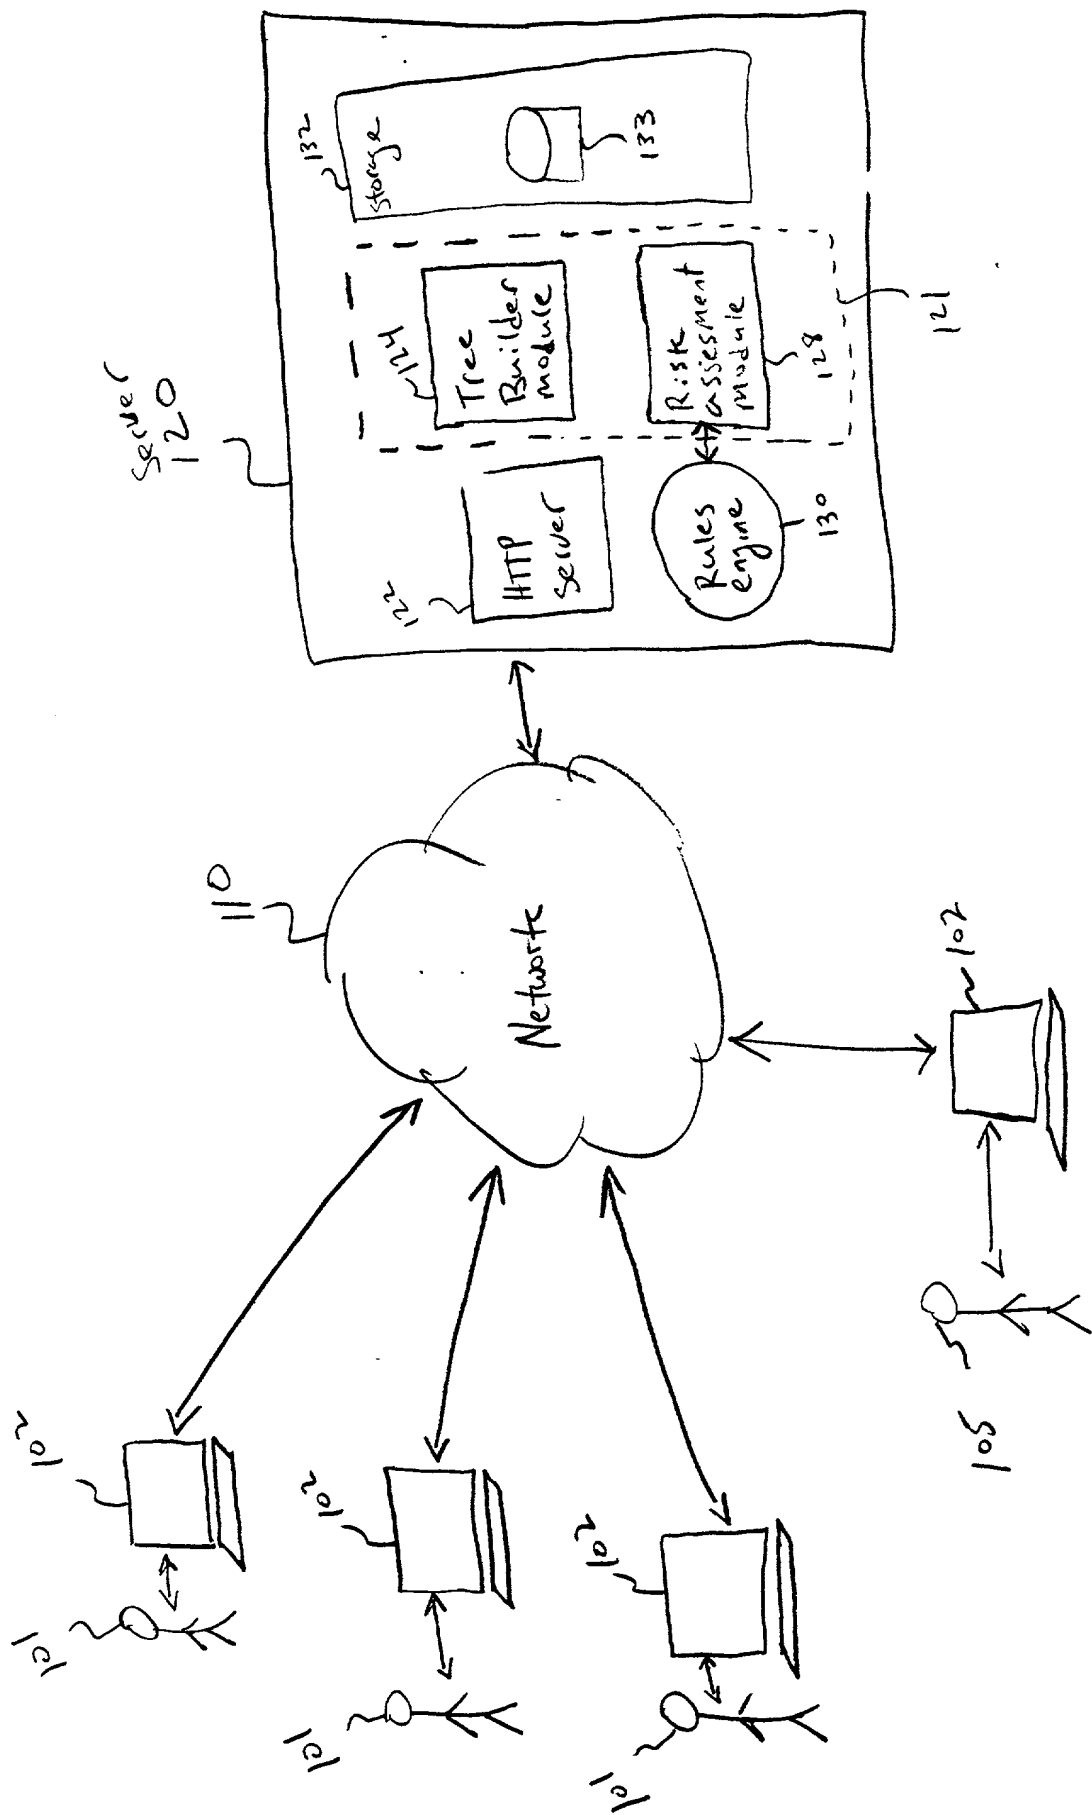 101
102
101
102
101
102
105
102
110
Network
Server
120
122
HTTP
Server
Rules
engine
130
124
Tree
Builder
module
Risk
assesment
Module
128
121
132
Storage
133